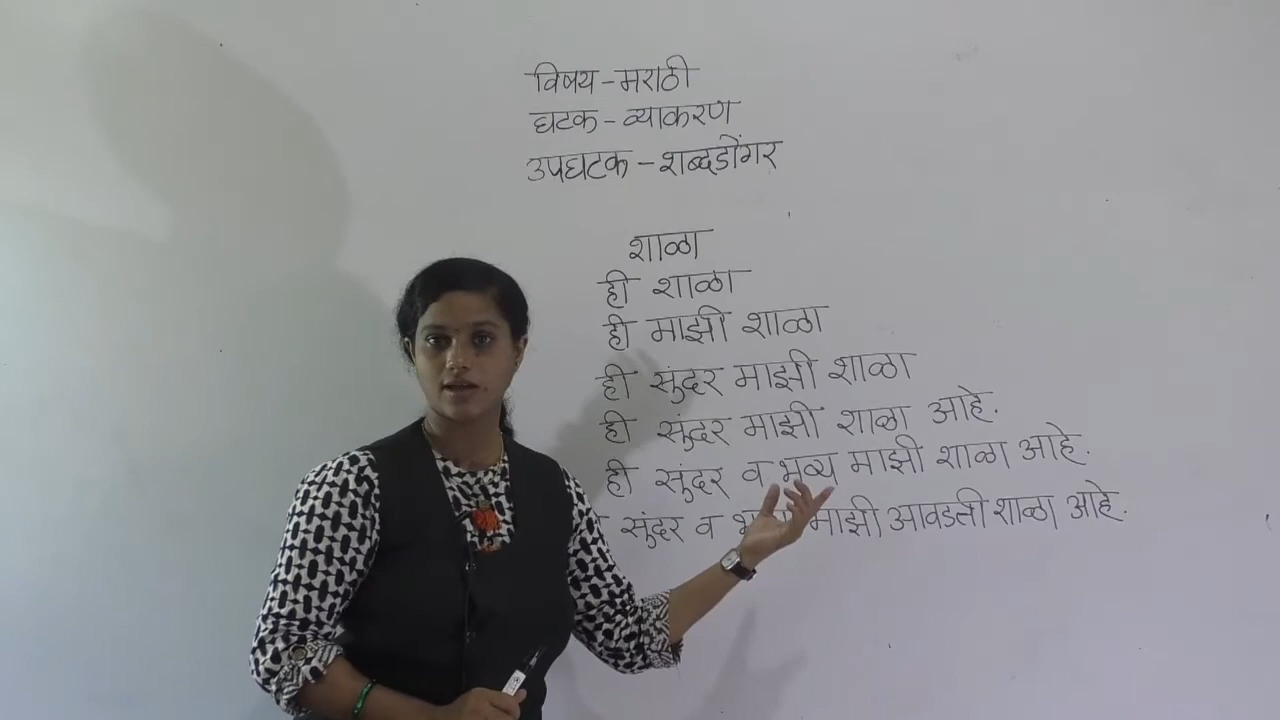 विषय - मराठी
घटक - व्याकरण
उपघटक - शब्दडोंगर
शाळा
ही शाळा
ही माझी शाळा
ही सुंदर माझी शाळा
ही सुंदर माझी शाळा आहे.
ही सुंदर व भव्य माझी शाळा आहे.
सुंदर व माझी आवडती शाळा आहे.